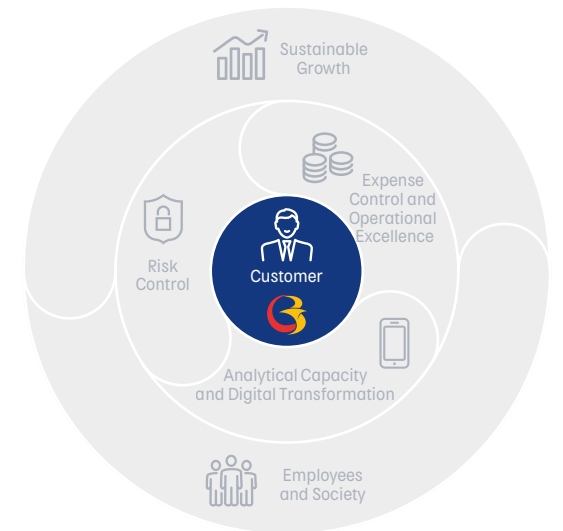 Sustainable
Growth
Expense
Control and
Operational
Excellence
Risk
Control
Customer
Analytical Capacity
and Digital Transformation
Employees
and Society